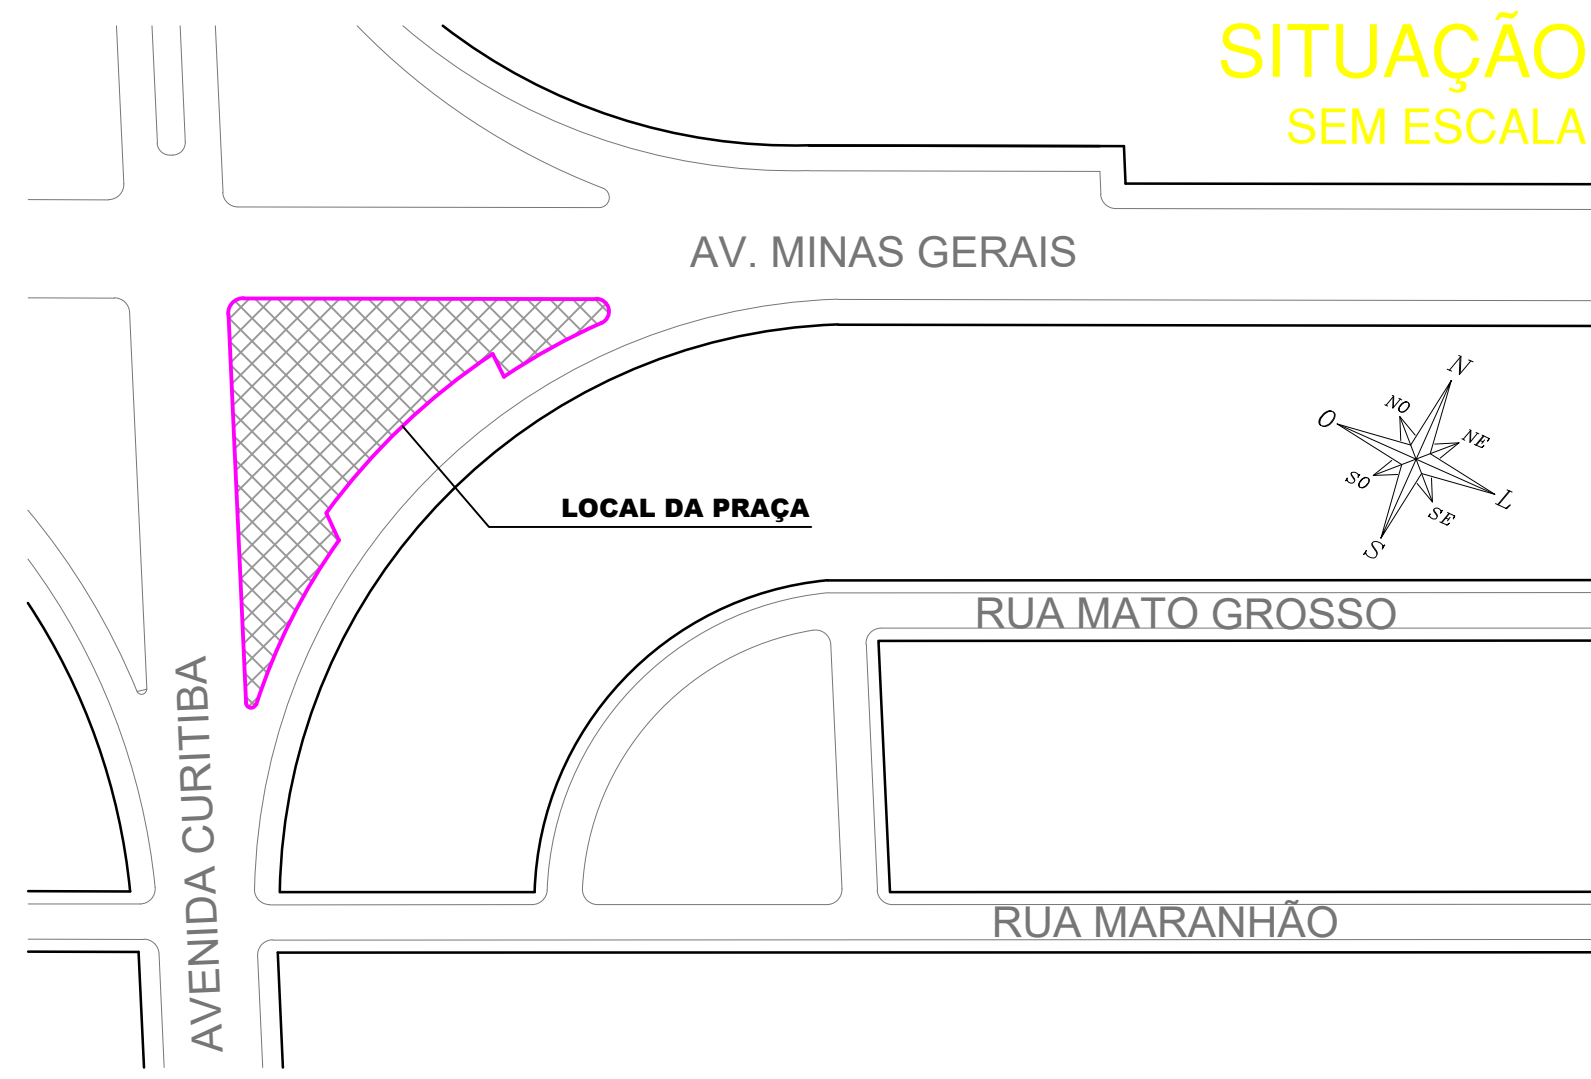 SITUAÇÃO
SEM ESCALA
AV. MINAS GERAIS
N
NO
NE
O
SO
L
SE
S
LOCAL DA PRAÇA
RUA MATO GROSSO
AVENIDA CURITIBA
RUA MARANHÃO